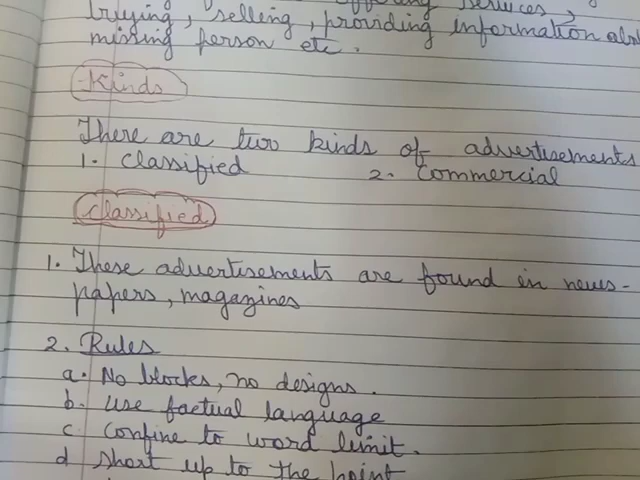 offering services,
buying, selling, providing information
missing person etc.
Kinds
There are two kinds of advertisements
1. Classified 2. Commercial
Classified
1. These advertisements are found in news-
papers, magazines
2. Rules
a. No blocks, no designs.
b. Use factual language
c. Confine to word limit.
d short up to the point